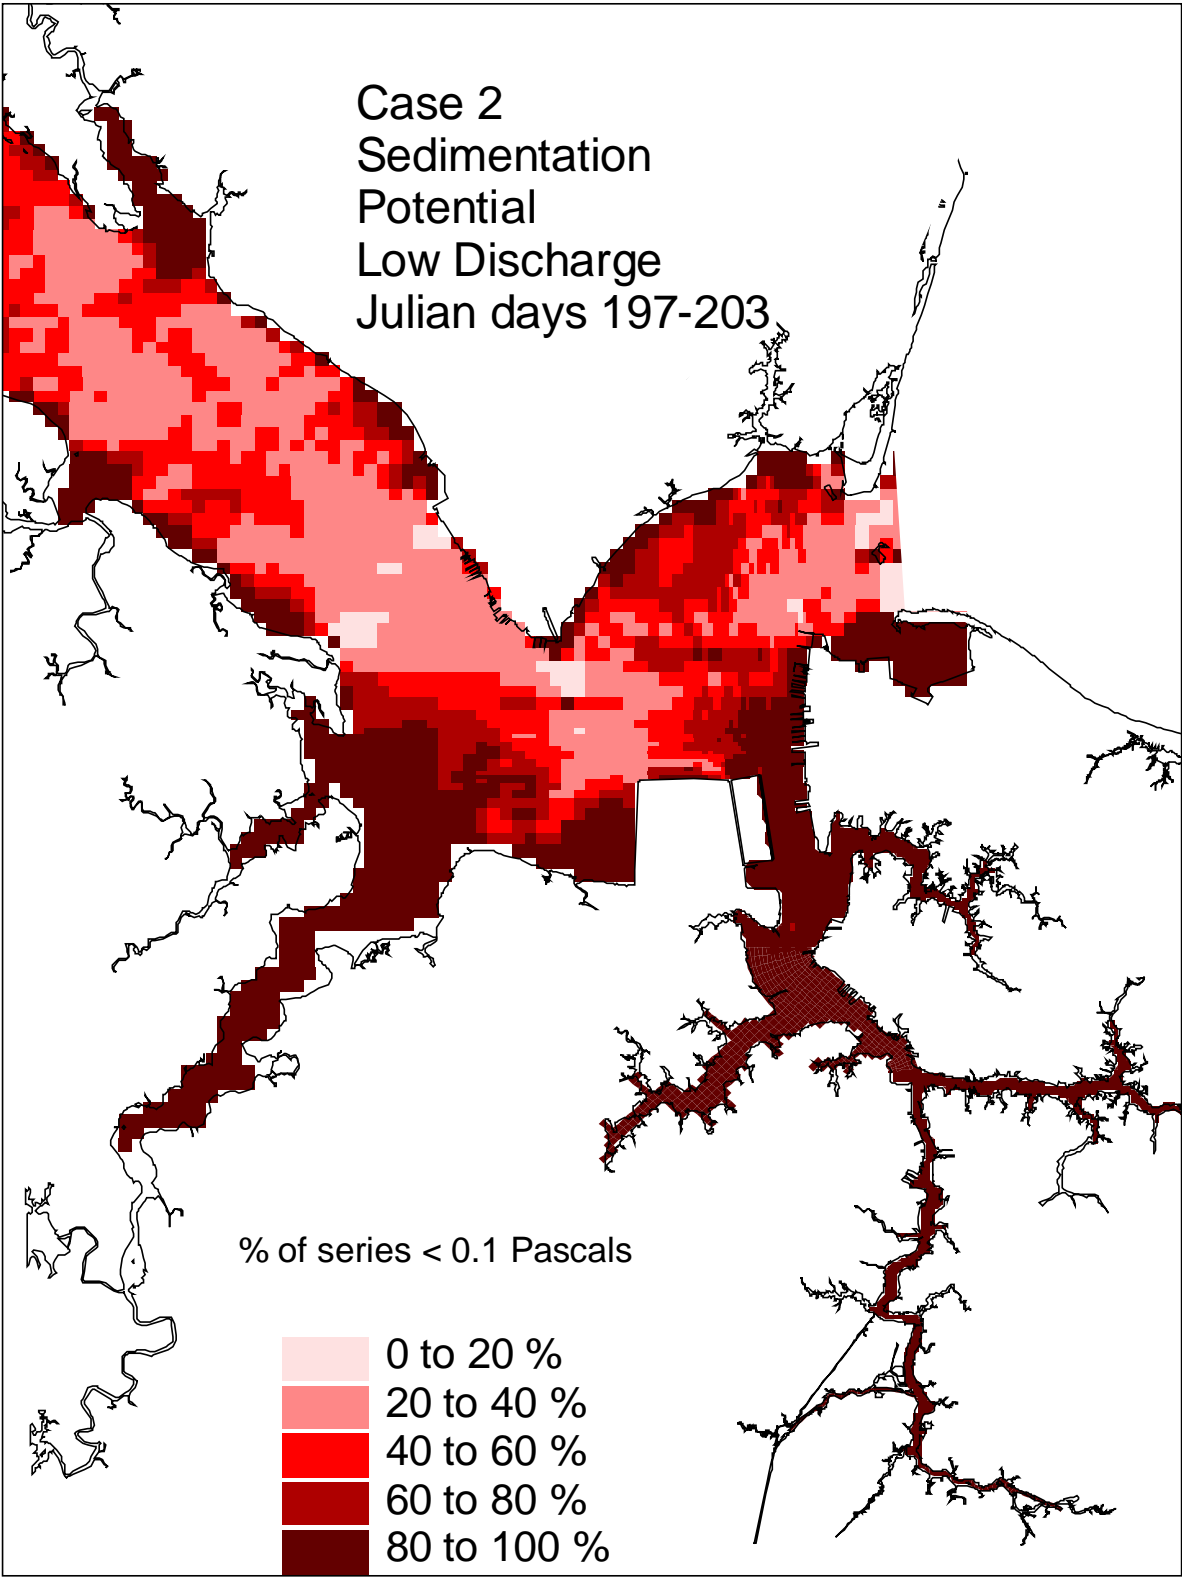 Case 2
Sedimentation
Potential
Low Discharge
Julian days 197-203
% of series < 0.1 Pascals
0 to 20 %
20 to 40 %
40 to 60 %
60 to 80 %
80 to 100 %